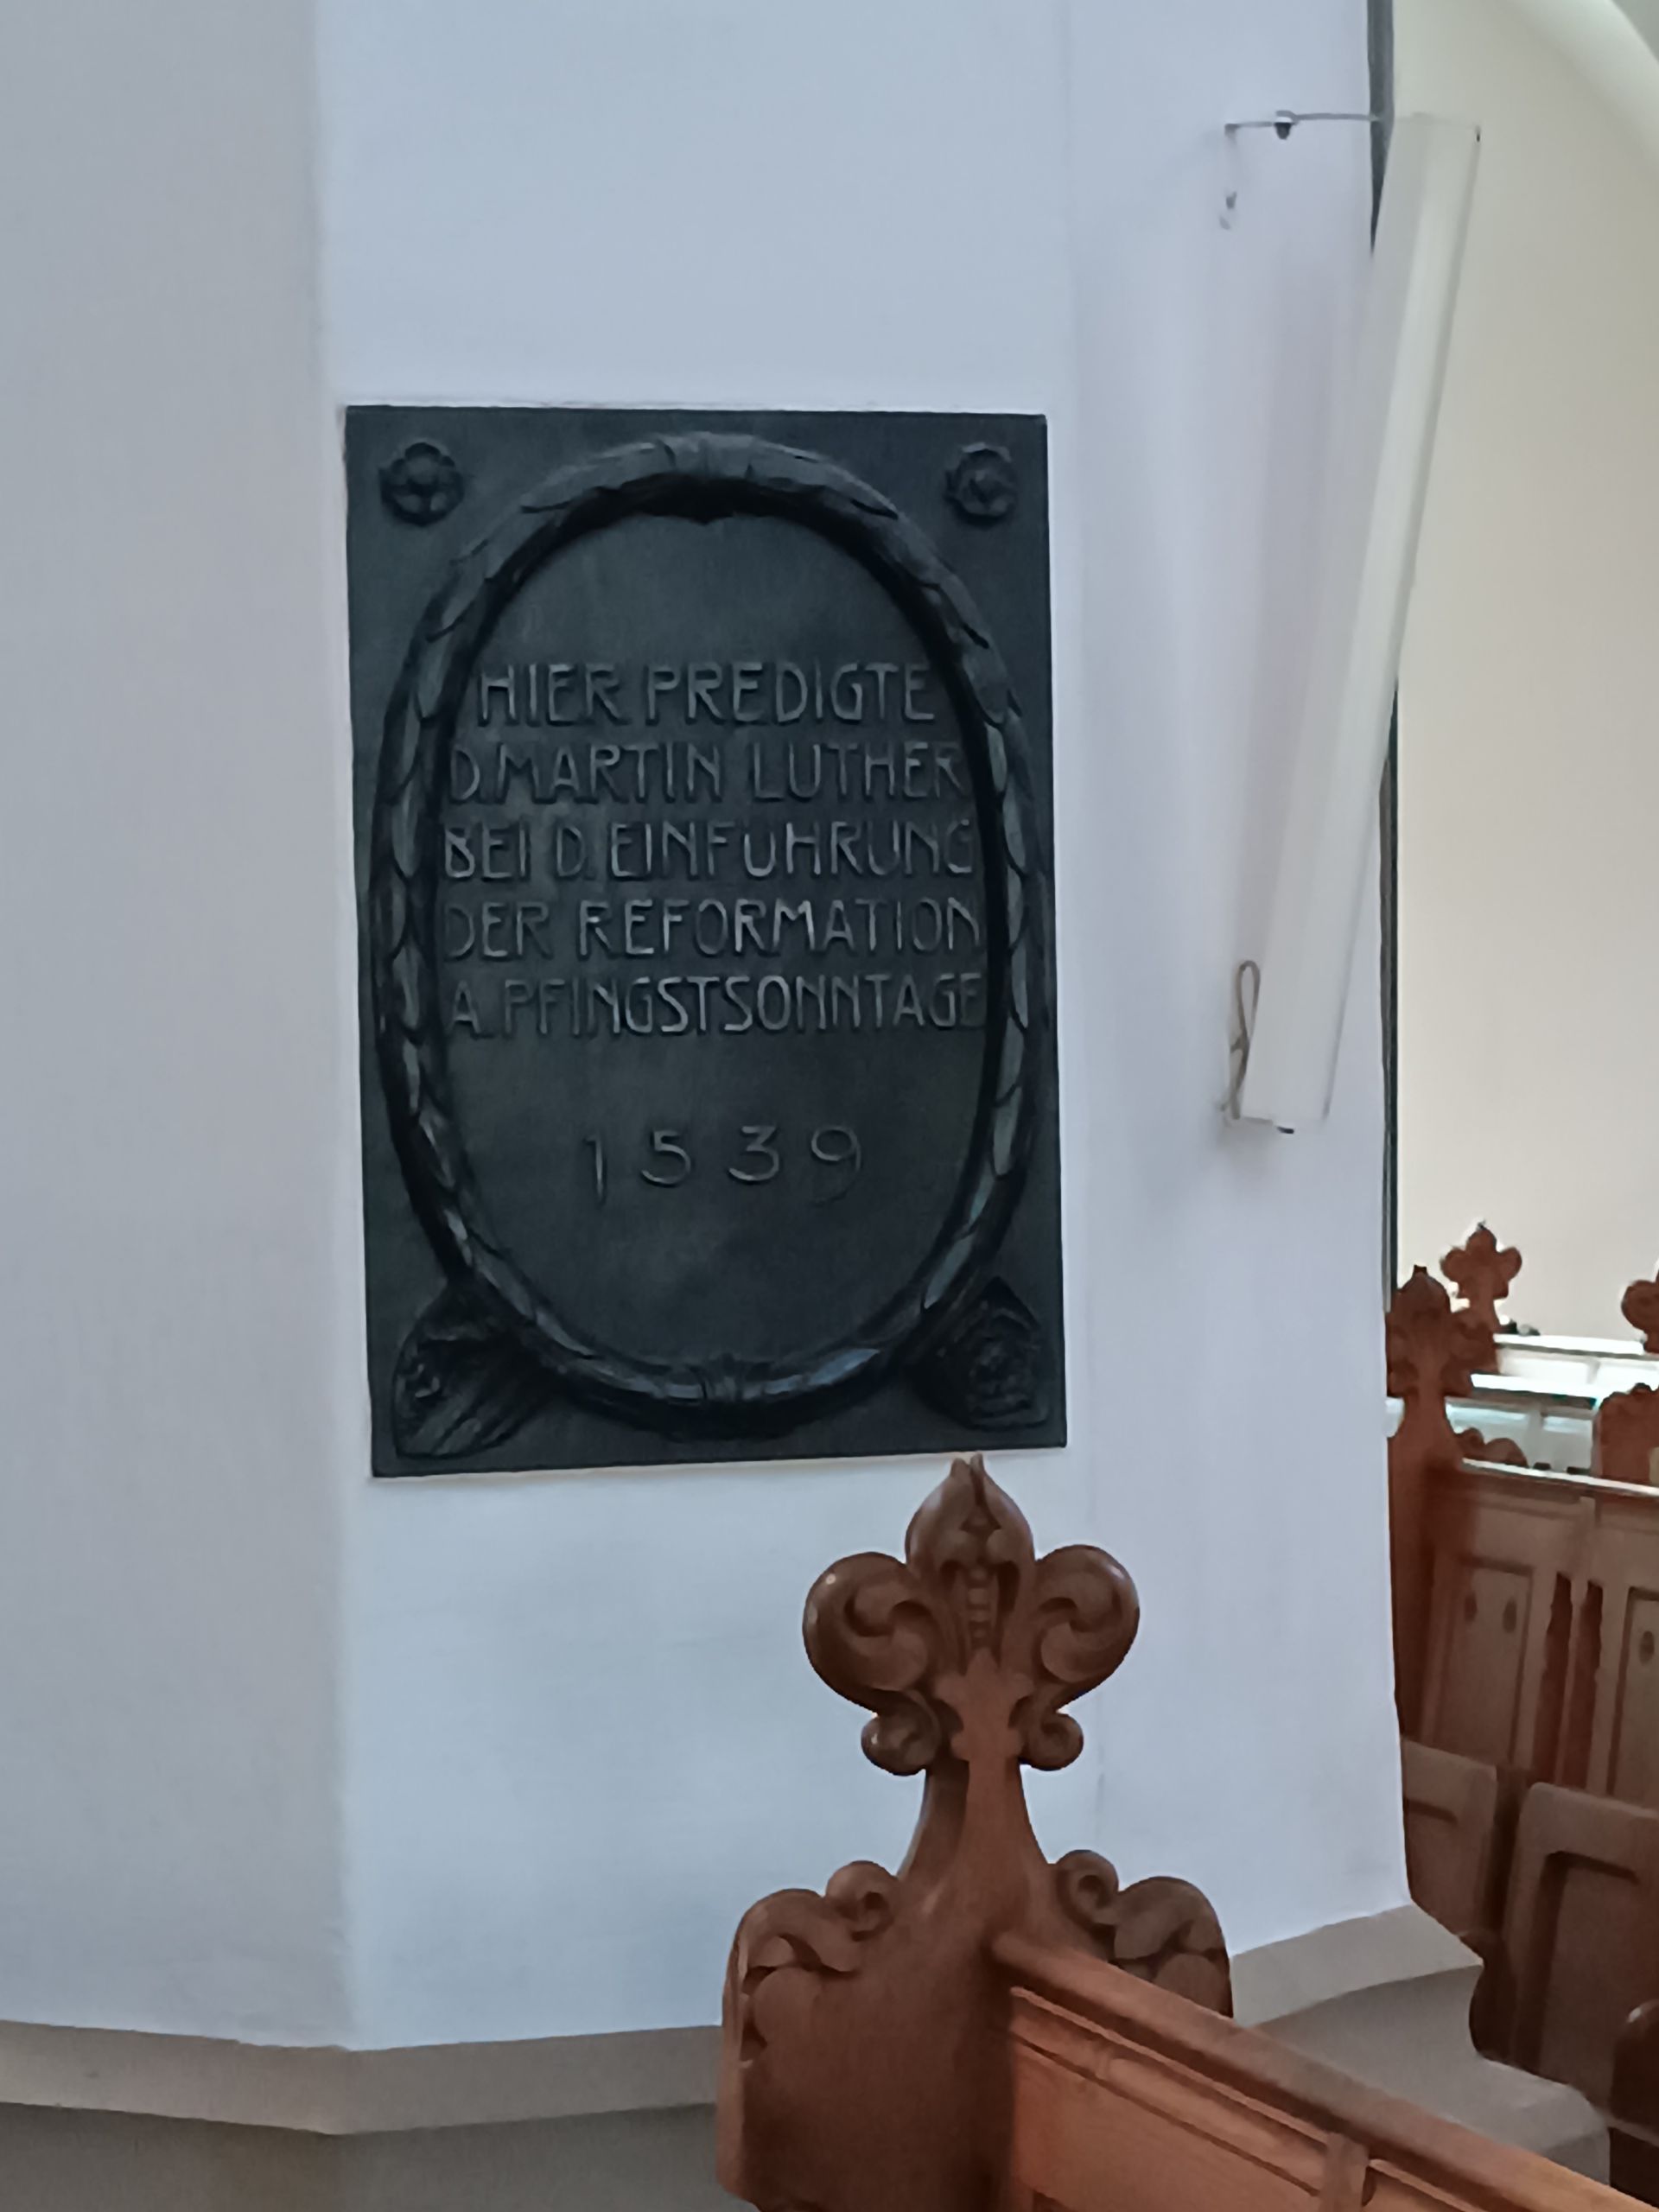 HIER PREDIGTE
D. MARTIN LUTHER
BEI D. EINFÜHRUNG
DER REFORMATION
A. PFINGSTSONNTAGE
1539